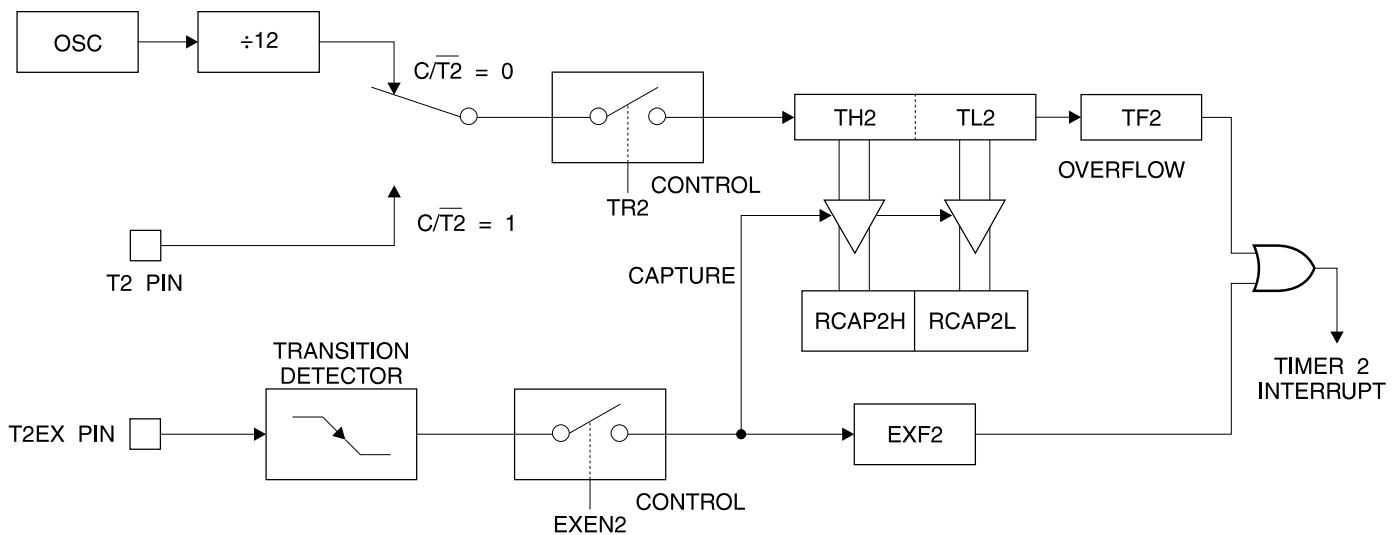 OSC
÷12
C/T2̅ = 0
TH2
TL2
TF2
OVERFLOW
CONTROL
TR2
C/T2̅ = 1
T2 PIN
CAPTURE
RCAP2H
RCAP2L
TRANSITION
DETECTOR
TIMER 2
INTERRUPT
T2EX PIN
EXF2
CONTROL
EXEN2